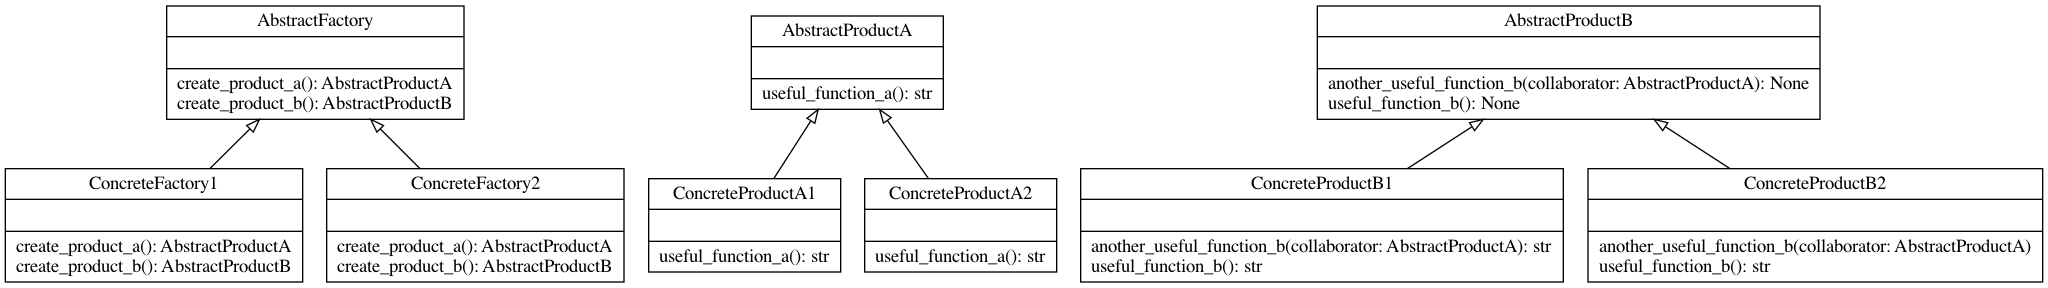 AbstractFactory
create_product_a(): AbstractProductA
create_product_b(): AbstractProductB
AbstractProductA
useful_function_a(): str
AbstractProductB
another_useful_function_b(collaborator: AbstractProductA): None
useful_function_b(): None
ConcreteFactory1
create_product_a(): AbstractProductA
create_product_b(): AbstractProductB
ConcreteFactory2
create_product_a(): AbstractProductA
create_product_b(): AbstractProductB
ConcreteProductA1
useful_function_a(): str
ConcreteProductA2
useful_function_a(): str
ConcreteProductB1
another_useful_function_b(collaborator: AbstractProductA): str
useful_function_b(): str
ConcreteProductB2
another_useful_function_b(collaborator: AbstractProductA)
useful_function_b(): str